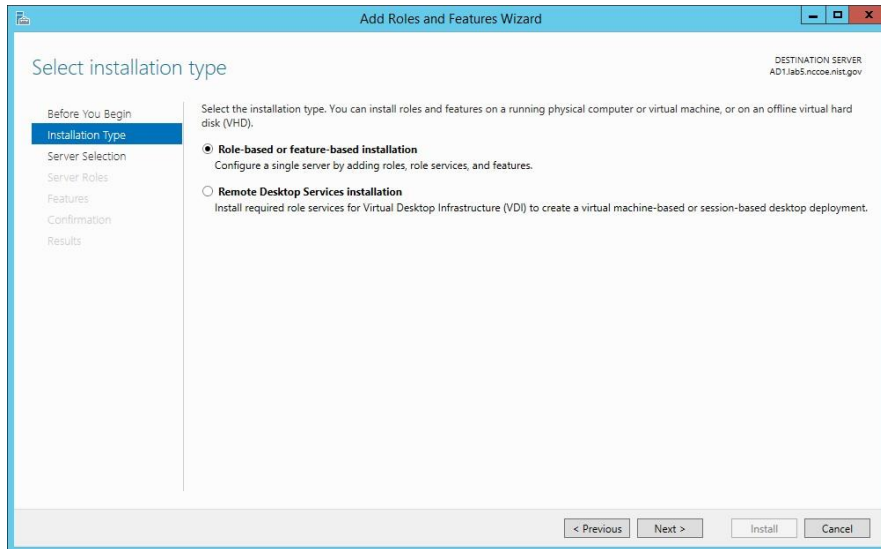 Add Roles and Features Wizard
Select installation type
DESTINATION SERVER
AD1.lab5.nccoe.nist.gov
Before You Begin
Installation Type
Server Selection
Server Roles
Features
Confirmation
Results
Select the installation type. You can install roles and features on a running physical computer or virtual machine, or on an offline virtual hard
disk (VHD).
Role-based or feature-based installation
Configure a single server by adding roles, role services, and features.
Remote Desktop Services installation
Install required role services for Virtual Desktop Infrastructure (VDI) to create a virtual machine-based or session-based desktop deployment.
< Previous Next > Install Cancel